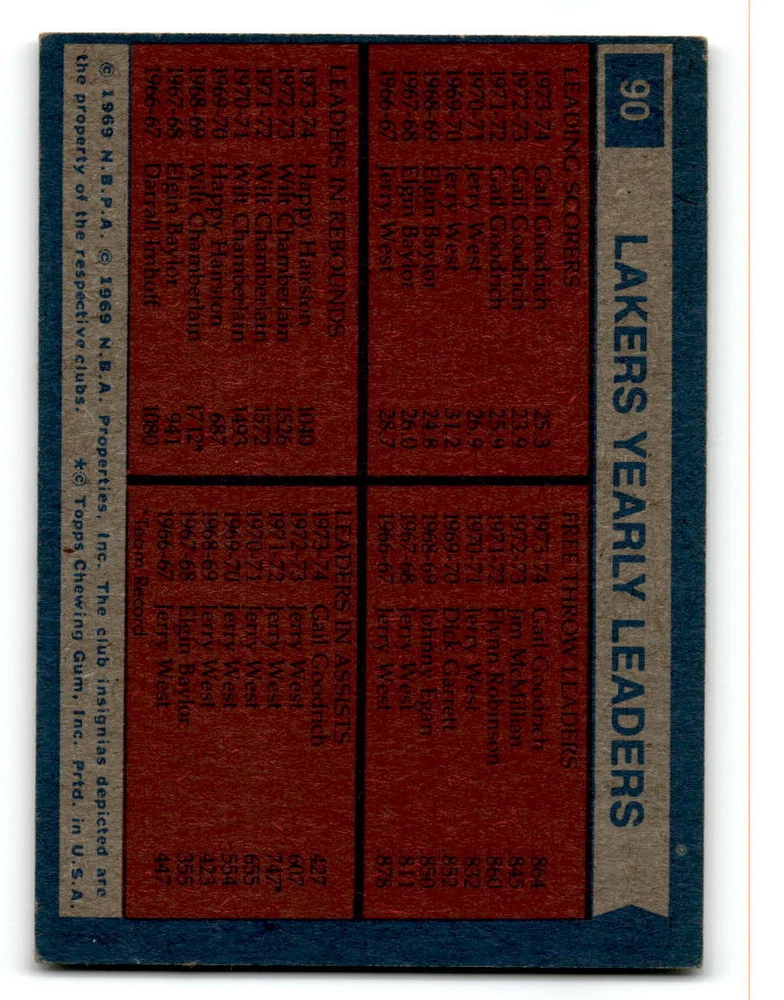 90
LAKERS YEARLY LEADERS
LEADING SCORERS
1973-74 Gail Goodrich 25.3
1972-73 Gail Goodrich 23.9
1971-72 Gail Goodrich 25.9
1970-71 Jerry West 26.9
1969-70 Jerry West 31.2
1968-69 Elgin Baylor 24.8
1967-68 Elgin Baylor 26.0
1966-67 Jerry West 28.7
FREE THROW LEADERS
1973-74 Gail Goodrich .864
1972-73 Jim McMillan .845
1971-72 Flynn Robinson .860
1970-71 Jerry West .832
1969-70 Dick Garrett .852
1968-69 Johnny Egan .850
1967-68 Jerry West .811
1966-67 Jerry West .878
LEADERS IN REBOUNDS
1973-74 Happy Hairston 1040
1972-73 Wilt Chamberlain 1526
1971-72 Wilt Chamberlain 1572
1970-71 Wilt Chamberlain 1493
1969-70 Happy Hairston 687
1968-69 Wilt Chamberlain 1712*
1967-68 Elgin Baylor 941
1966-67 Darrall Imhoff 1080
LEADERS IN ASSISTS
1973-74 Gail Goodrich 427
1972-73 Jerry West 607
1971-72 Jerry West 747*
1970-71 Jerry West 655
1969-70 Jerry West 554
1968-69 Jerry West 423
1967-68 Elgin Baylor 355
1966-67 Jerry West 447
*Team Record
© 1969 N.B.P.A. © 1969 N.B.A. Properties, Inc. The club insignias depicted are
the property of the respective clubs. *© Topps Chewing Gum, Inc. Prtd. in U.S.A.